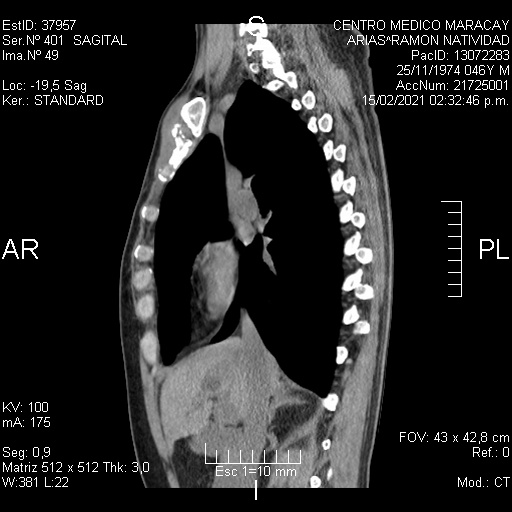 EstID: 37957
Ser.Nº 401 SAGITAL
Ima.Nº 49
Loc: -19,5 Sag
Ker.: STANDARD
CENTRO MEDICO MARACAY
ARIAS^RAMON NATIVIDAD
PacID: 13072283
25/11/1974 046Y M
AccNum: 21725001
15/02/2021 02:32:46 p.m.
AR
PL
KV: 100
mA: 175
Seg: 0,9
Matriz 512 x 512 Thk: 3,0
W:381 L:22
Esc 1=10 mm
FOV: 43 x 42,8 cm
Ref.: 0
Mod.: CT